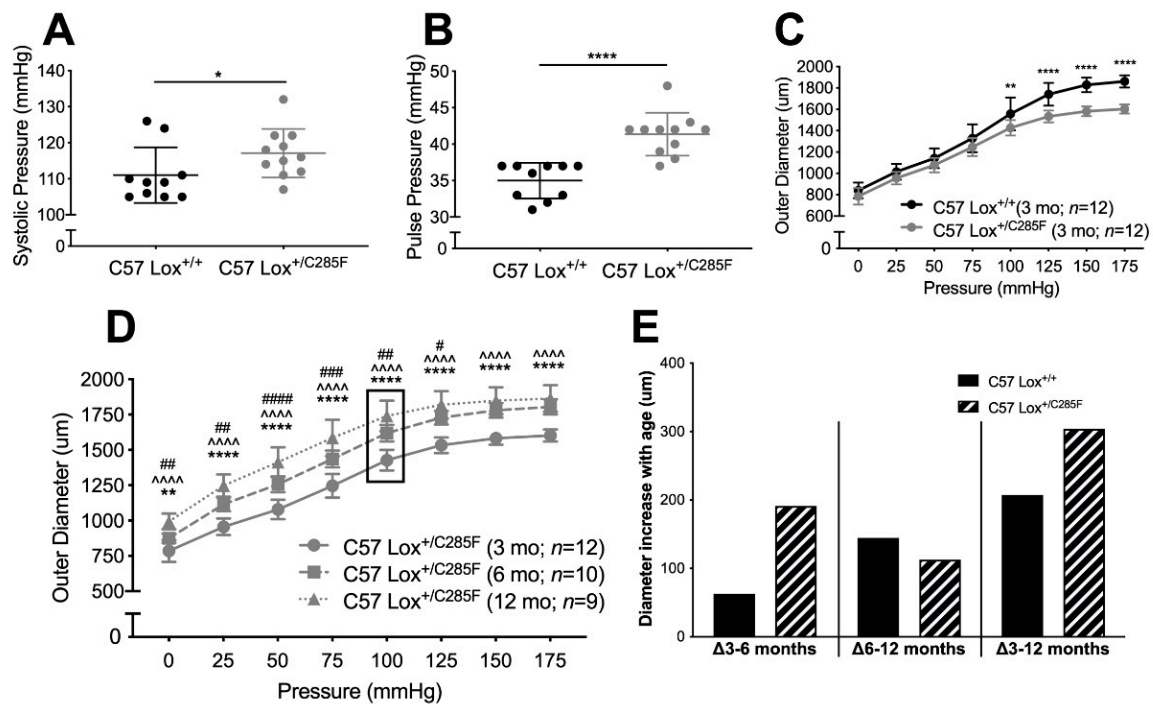 A
Systolic Pressure (mmHg)
140
130
120
110
100
0
*
C57 Lox+/+
C57 Lox+/C285F
B
Pulse Pressure (mmHg)
50
45
40
35
30
0
****
C57 Lox+/+
C57 Lox+/C285F
C
Outer Diameter (um)
2000
1800
1600
1400
1200
1000
800
600
0
** **** **** ****
C57 Lox+/+ (3 mo; n=12)
C57 Lox+/C285F (3 mo; n=12)
0 25 50 75 100 125 150 175
Pressure (mmHg)
D
Outer Diameter (um)
2000
1750
1500
1250
1000
750
500
0
## ## #### ### ## #
^^^^ ^^^^ ^^^^ ^^^^ ^^^^ ^^^^ ^^^^ ^^^^
** **** **** **** **** **** **** ****
C57 Lox+/C285F (3 mo; n=12)
C57 Lox+/C285F (6 mo; n=10)
C57 Lox+/C285F (12 mo; n=9)
0 25 50 75 100 125 150 175
Pressure (mmHg)
E
Diameter increase with age (um)
400
300
200
100
0
C57 Lox+/+
C57 Lox+/C285F
Δ3-6 months
Δ6-12 months
Δ3-12 months